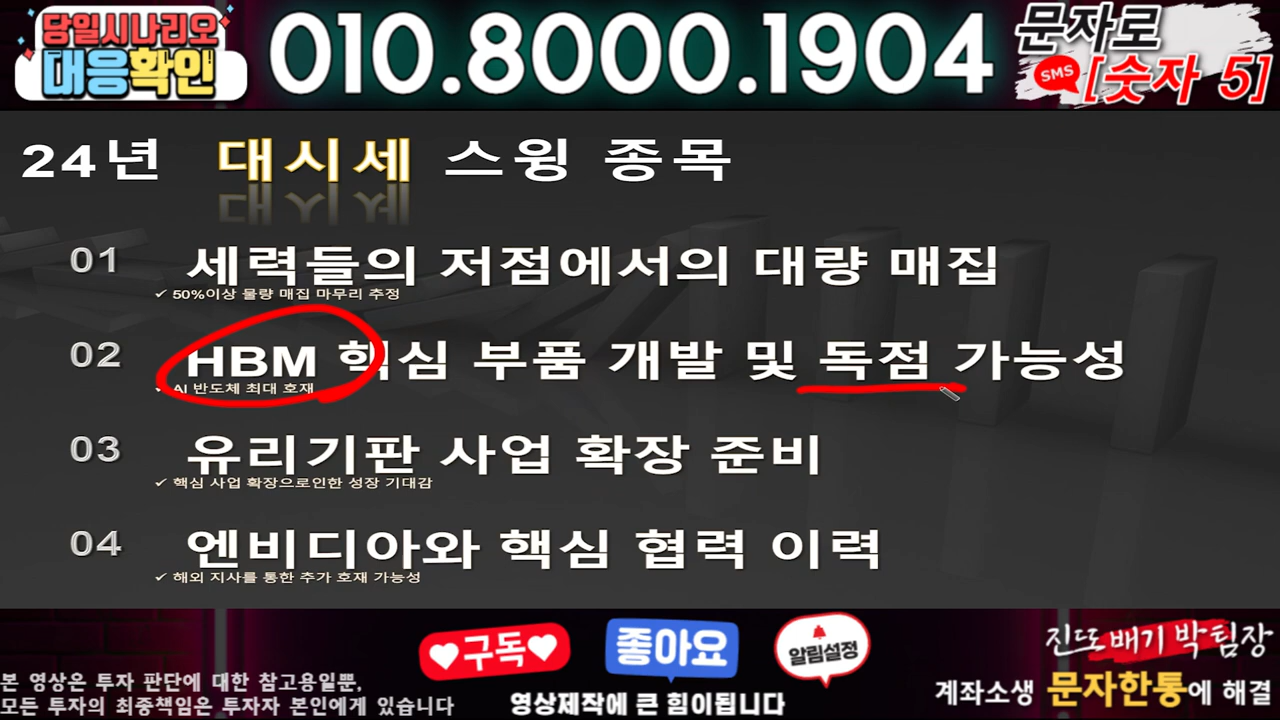 당일시나리오
대응확인
010.8000.1904
문자로
SMS [숫자 5]
24년 대시세 스윙 종목
01 세력들의 저점에서의 대량 매집
✓ 50%이상 물량 매집 마무리 추정
02 HBM 핵심 부품 개발 및 독점 가능성
✓ AI 반도체 최대 호재
03 유리기판 사업 확장 준비
✓ 핵심 사업 확장으로인한 성장 기대감
04 엔비디아와 핵심 협력 이력
✓ 해외 지사를 통한 추가 호재 가능성
구독
좋아요
알림설정
영상제작에 큰 힘이됩니다
본 영상은 투자 판단에 대한 참고용일뿐,
모든 투자의 최종책임은 투자자 본인에게 있습니다
진또배기 박팀장
계좌소생 문자한통에 해결